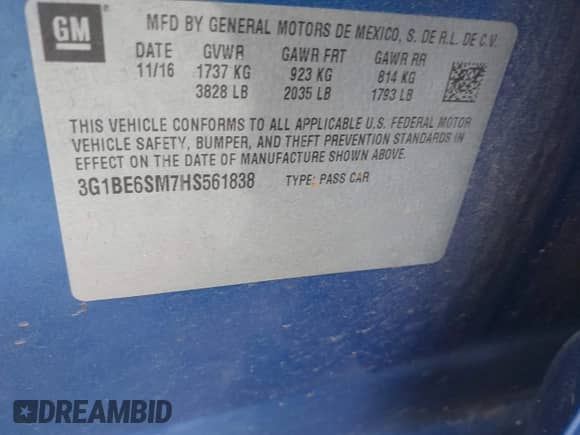 GM
MFD BY GENERAL MOTORS DE MEXICO, S. DE R.L. DE C.V.
DATE GVWR GAWR FRT GAWR RR
11/16 1737 KG 923 KG 814 KG
3828 LB 2035 LB 1793 LB
THIS VEHICLE CONFORMS TO ALL APPLICABLE U.S. FEDERAL MOTOR
VEHICLE SAFETY, BUMPER, AND THEFT PREVENTION STANDARDS IN
EFFECT ON THE DATE OF MANUFACTURE SHOWN ABOVE.
3G1BE6SM7HS561838 TYPE: PASS CAR
DREAMBID